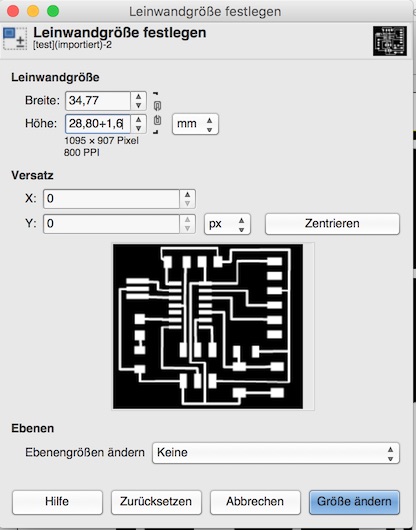 Leinwandgröße festlegen
Leinwandgröße festlegen
[test](importiert)-2
Leinwandgröße
Breite: 34,77
Höhe: 28,80+1,6 mm
1095 × 907 Pixel
800 PPI
Versatz
X: 0
Y: 0 px Zentrieren
Ebenen
Ebenengrößen ändern Keine
Hilfe Zurücksetzen Abbrechen Größe ändern